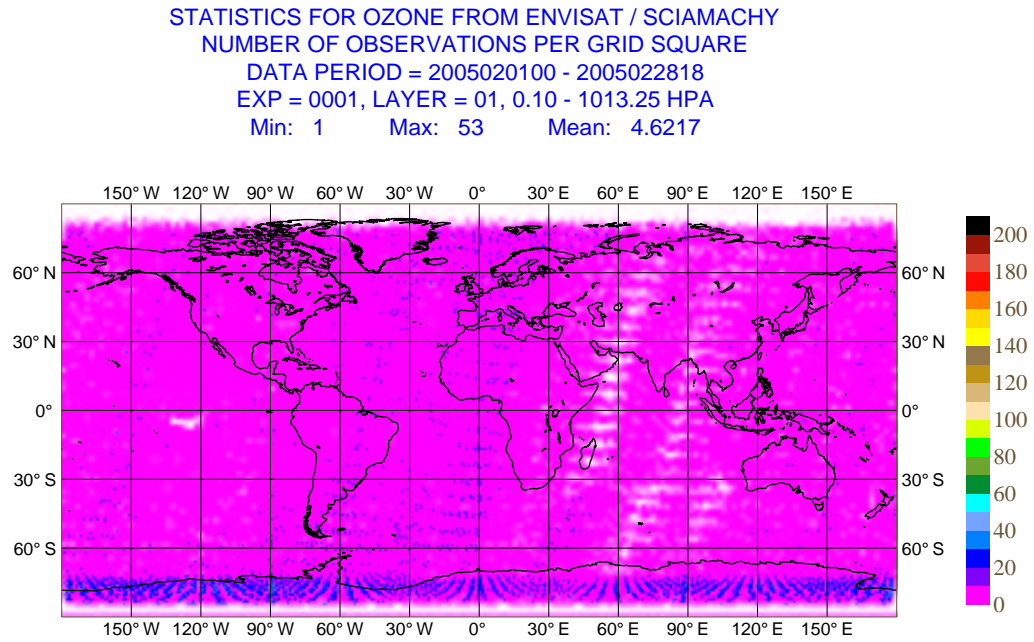 STATISTICS FOR OZONE FROM ENVISAT / SCIAMACHY
NUMBER OF OBSERVATIONS PER GRID SQUARE
DATA PERIOD = 2005020100 - 2005022818
EXP = 0001, LAYER = 01, 0.10 - 1013.25 HPA
Min: 1 Max: 53 Mean: 4.6217
150° W 120° W 90° W 60° W 30° W 0° 30° E 60° E 90° E 120° E 150° E
60° N 60° N
30° N 30° N
0° 0°
30° S 30° S
60° S 60° S
150° W 120° W 90° W 60° W 30° W 0° 30° E 60° E 90° E 120° E 150° E
200
180
160
140
120
100
80
60
40
20
0